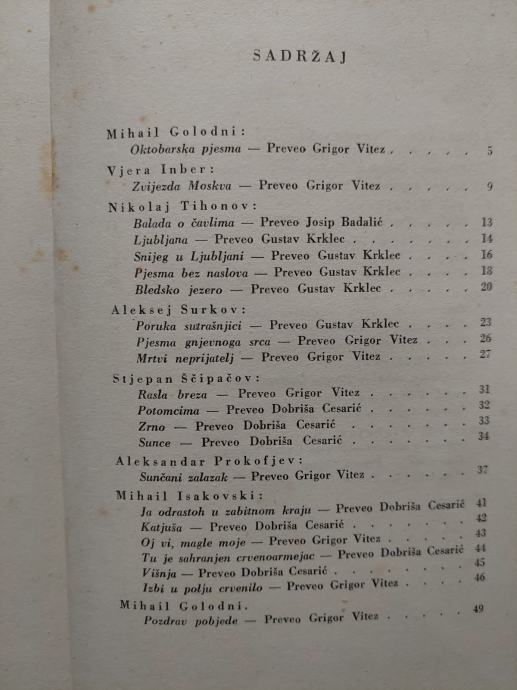 SADRŽAJ
Mihail Golodni:
Oktobarska pjesma — Preveo Grigor Vitez . . . . . 5
Vjera Inber:
Zvijezda Moskva — Preveo Grigor Vitez . . . . . 9
Nikolaj Tihonov:
Balada o čavlima — Preveo Josip Badalić . . . . . 13
Ljubljana — Preveo Gustav Krklec . . . . . . . 14
Snijeg u Ljubljani — Preveo Gustav Krklec . . . . 16
Pjesma bez naslova — Preveo Gustav Krklec . . . . 18
Bledsko jezero — Preveo Gustav Krklec . . . . . 20
Aleksej Surkov:
Poruka sutrašnjici — Preveo Gustav Krklec . . . . 23
Pjesma gnjevnoga srca — Preveo Grigor Vitez . . . 26
Mrtvi neprijatelj — Preveo Grigor Vitez . . . . . 27
Stjepan Ščipačov:
Rasla breza — Preveo Grigor Vitez . . . . . . 31
Potomcima — Preveo Dobriša Cesarić . . . . . . 32
Zrno — Preveo Dobriša Cesarić . . . . . . . 33
Sunce — Preveo Dobriša Cesarić . . . . . . . 34
Aleksandar Prokofjev:
Sunčani zalazak — Preveo Grigor Vitez . . . . . 37
Mihail Isakovski:
Ja odrastoh u zabitnom kraju — Preveo Dobriša Cesarić 41
Katjuša — Preveo Dobriša Cesarić . . . . . . . 42
Oj vi, magle moje — Preveo Grigor Vitez . . . . . 43
Tu je sahranjen crvenoarmejac — Preveo Dobriša Cesarić 44
Višnja — Preveo Dobriša Cesarić . . . . . . . 45
Izbi u polju crvenilo — Preveo Grigor Vitez . . . . 46
Mihail Golodni.
Pozdrav pobjede — Preveo Grigor Vitez . . . . . 49